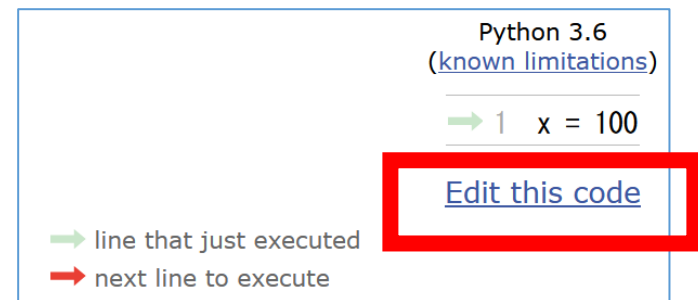 Python 3.6
(known limitations)
1 x = 100
Edit this code
line that just executed
next line to execute